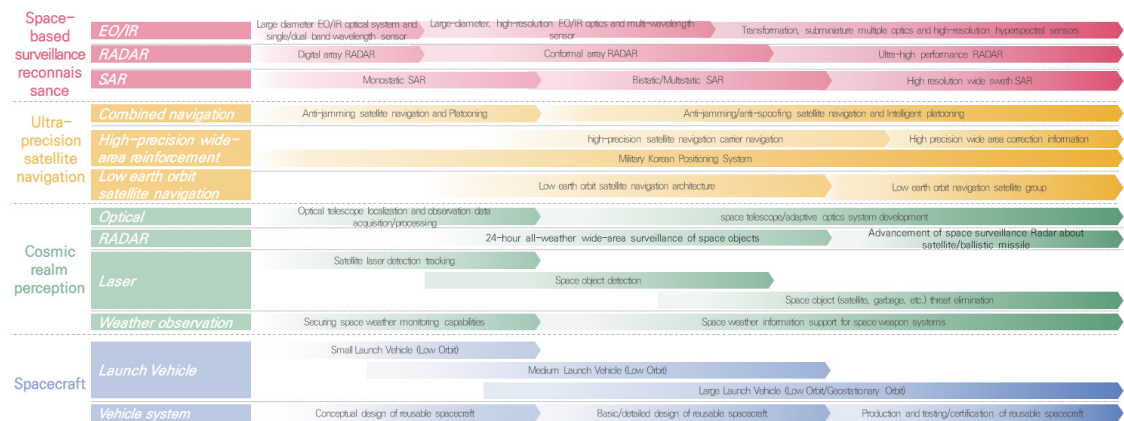 Space-
based
surveillance
reconnais
sance
EO/IR
Large diameter EO/IR optical system and
single/dual band wavelength sensor
Large-diameter, high-resolution EO/IR optics and multi-wavelength
sensor
Transformation, subminature multiple optics and high-resolution hyperspectral sensors
RADAR
Digital array RADAR
Conformal array RADAR
Ultra-high performance RADAR
SAR
Monostatic SAR
Bistatic/Multistatic SAR
High resolution wide swath SAR
Ultra-
precision
satellite
navigation
Combined navigation
Anti-jamming satellite navigation and Platooning
Anti-jamming/anti-spoofing satellite navigation and Intelligent platooning
High-precision wide-
area reinforcement
high-precision satellite navigation carrier navigation
High precision wide area correction information
Military Korean Positioning System
Low earth orbit
satellite navigation
Low earth orbit satellite navigation architecture
Low earth orbit navigation satellite group
Cosmic
realm
perception
Optical
Optical telescope localization and observation data
acquisition/processing
space telescope/adaptive optics system development
RADAR
24-hour all-weather wide-area surveillance of space objects
Advancement of space surveillance Radar about
satellite/ballistic missile
Laser
Satellite laser detection tracking
Space object detection
Space object (satellite, garbage, etc.) threat elimination
Weather observation
Securing space weather monitoring capabilities
Space weather information support for space weapon systems
Spacecraft
Launch Vehicle
Small Launch Vehicle (Low Orbit)
Medium Launch Vehicle (Low Orbit)
Large Launch Vehicle (Low Orbit/Geostationary Orbit)
Vehicle system
Conceptual design of reusable spacecraft
Basic/detailed design of reusable spacecraft
Production and testing/certification of reusable spacecraft